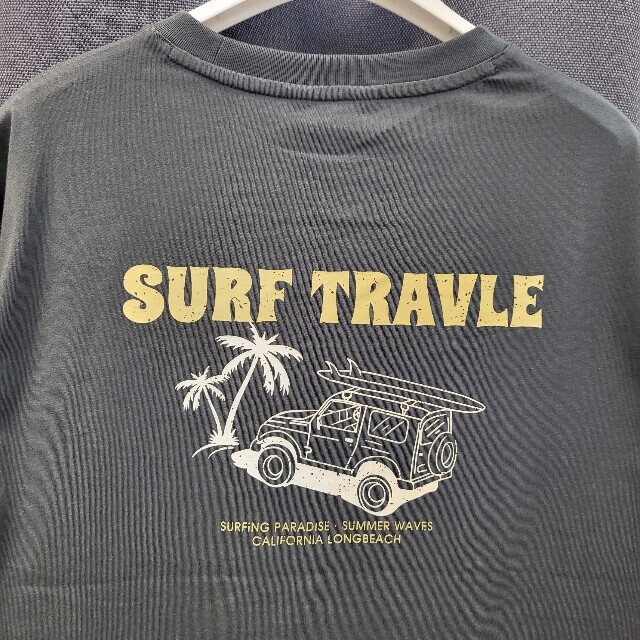 SURF TRAVLE
SURFING PARADISE · SUMMER WAVES
CALIFORNIA LONGBEACH